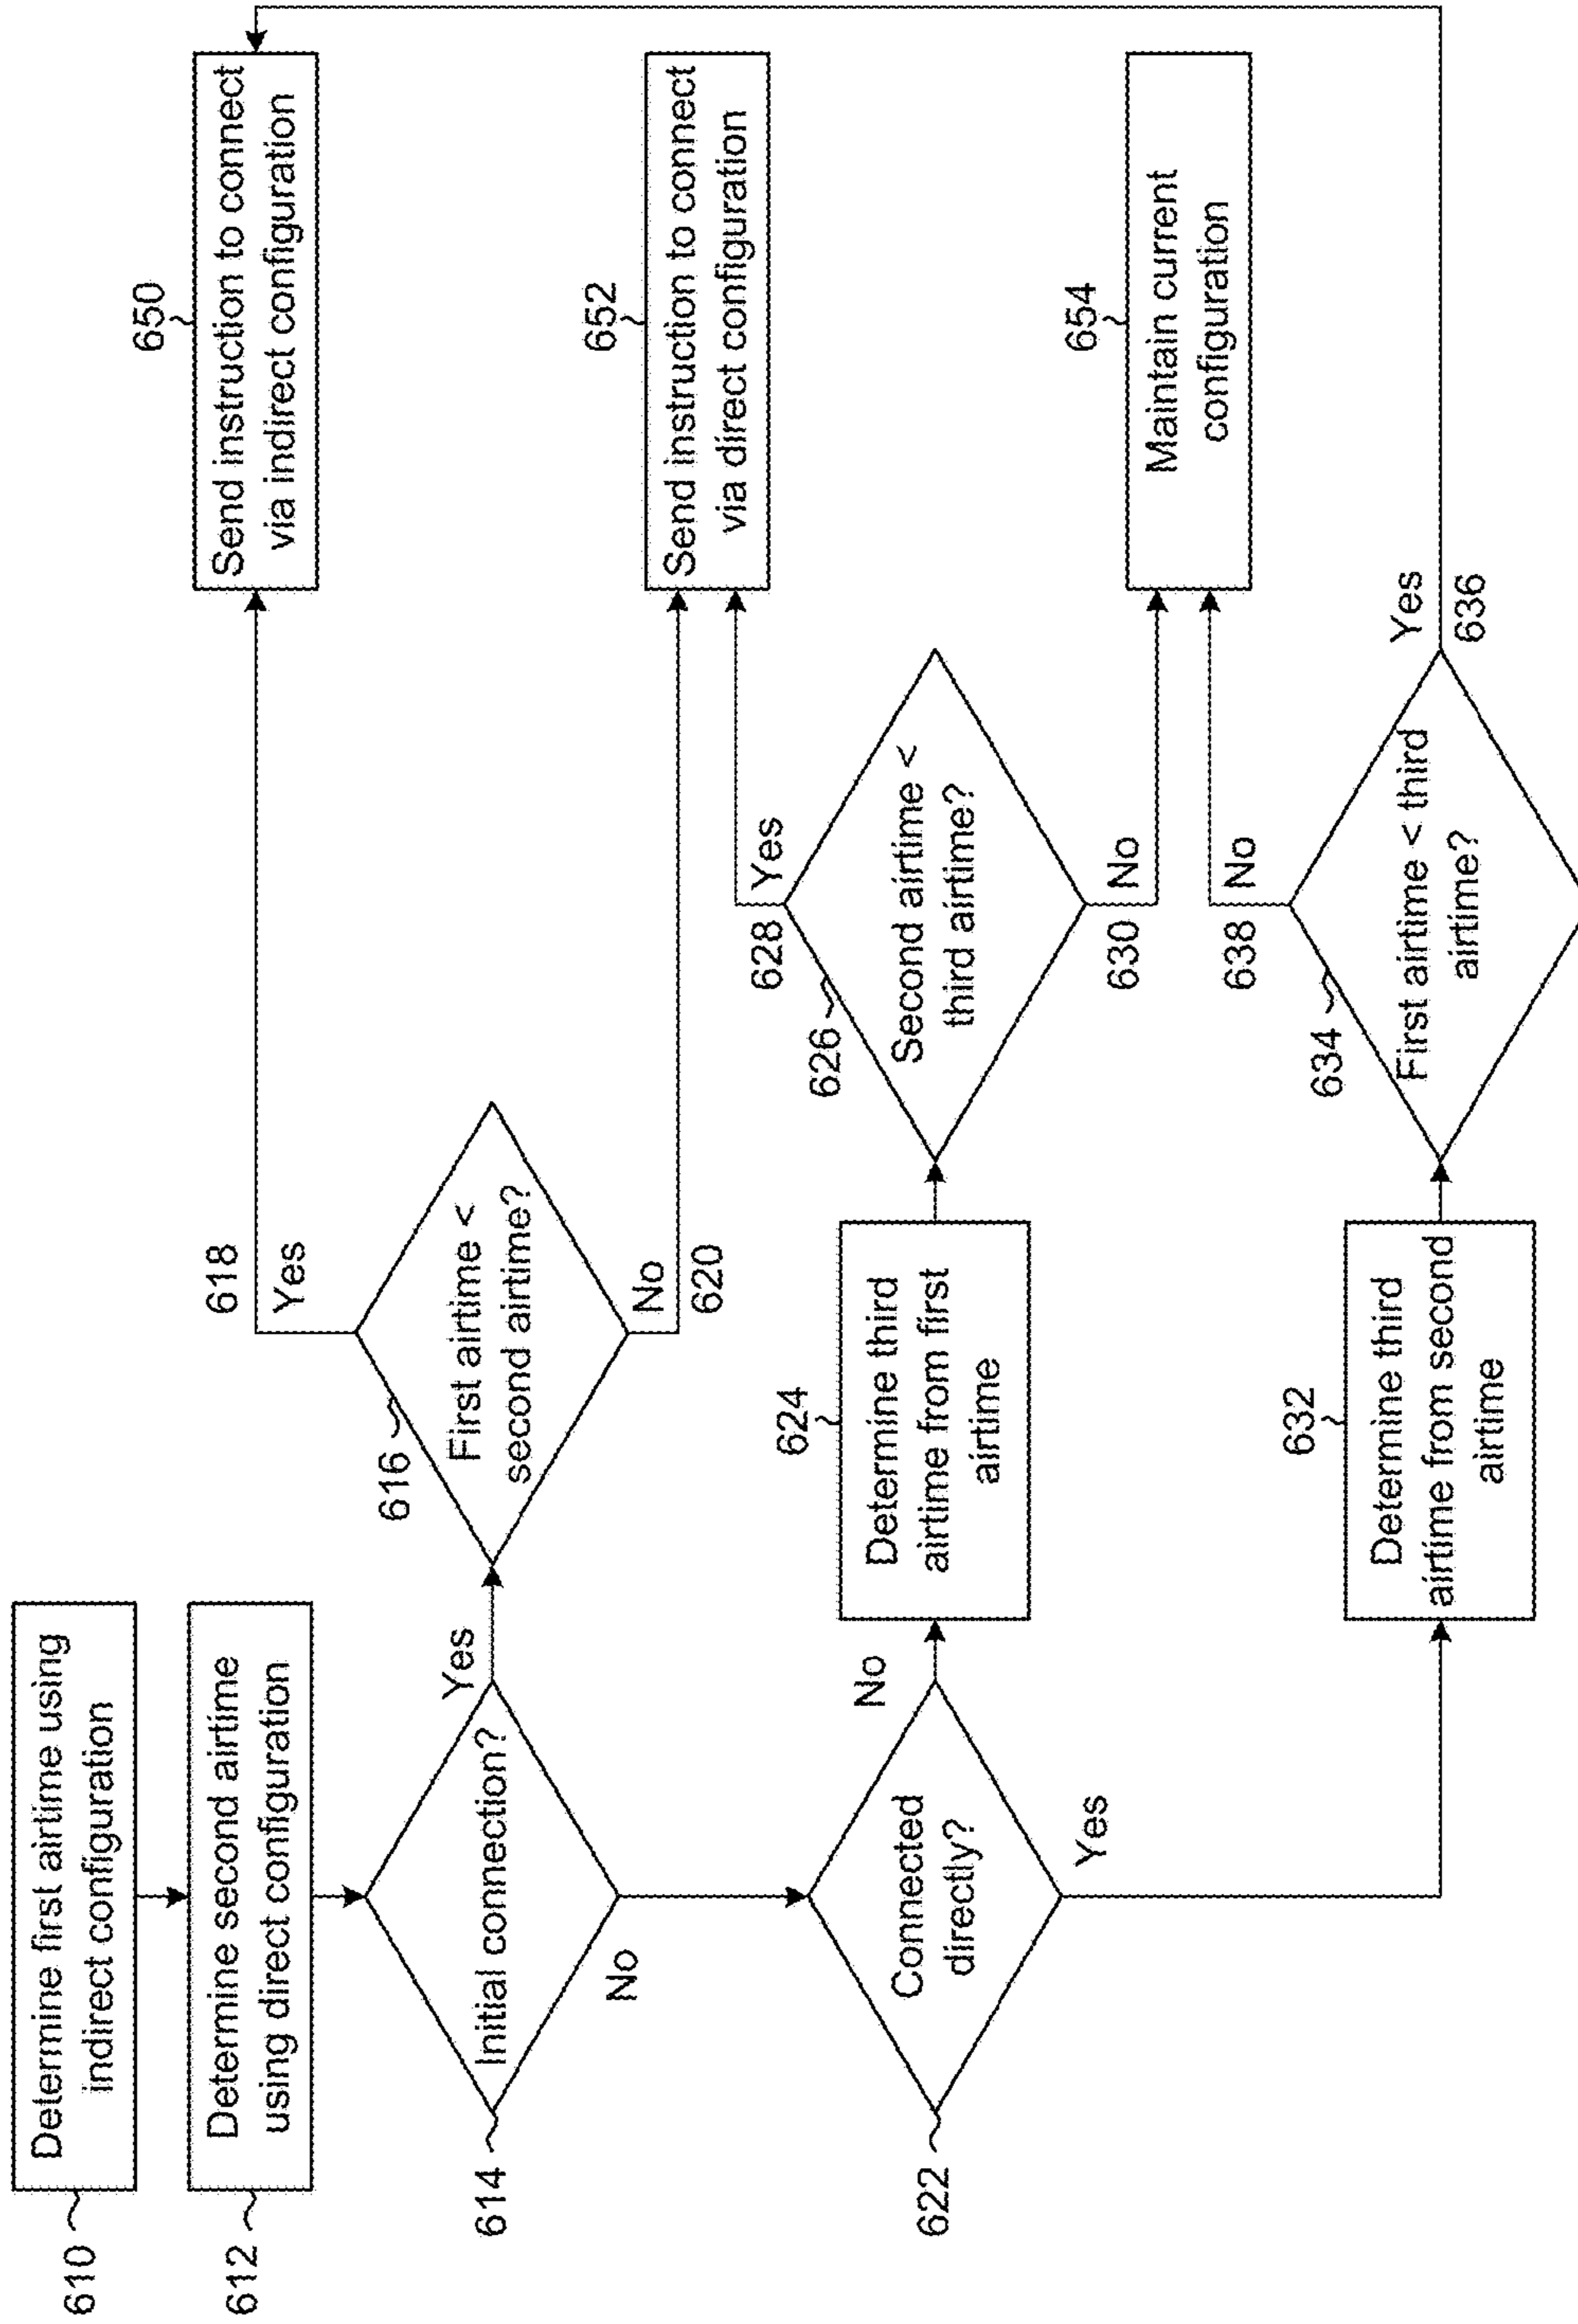 610
Determine first airtime using
indirect configuration
612
Determine second airtime
using direct configuration
614
Initial connection?
Yes
No
616
First airtime <
second airtime?
618
Yes
No
620
650
Send instruction to connect
via indirect configuration
622
Connected
directly?
No
Yes
624
Determine third
airtime from first
airtime
626
Second airtime <
third airtime?
628
Yes
630
No
652
Send instruction to connect
via direct configuration
632
Determine third
airtime from second
airtime
634
First airtime < third
airtime?
638
No
Yes
636
654
Maintain current
configuration